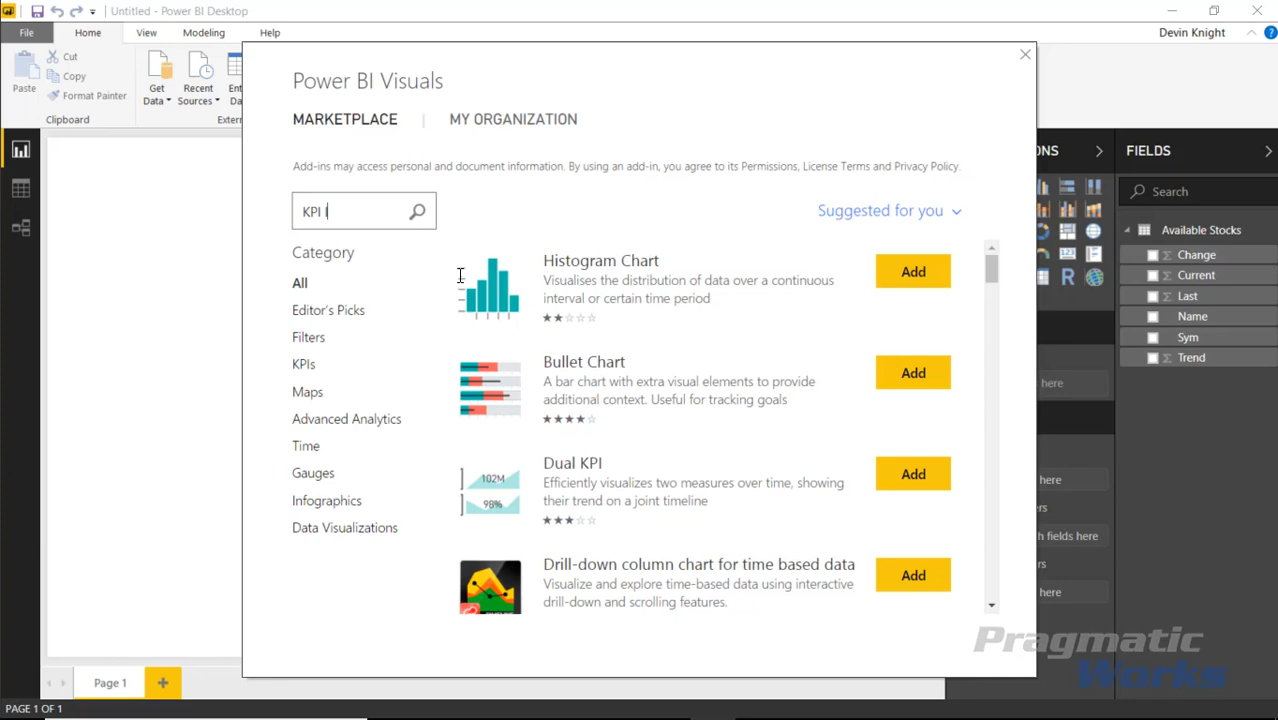 Untitled - Power BI Desktop
File Home View Modeling Help
Devin Knight
Paste
Cut
Copy
Format Painter
Clipboard
Get
Data
Recent
Sources
Power BI Visuals
MARKETPLACE | MY ORGANIZATION
Add-ins may access personal and document information. By using an add-in, you agree to its Permissions, License Terms and Privacy Policy.
KPI I
Suggested for you
Category
All
Editor's Picks
Filters
KPIs
Maps
Advanced Analytics
Time
Gauges
Infographics
Data Visualizations
Histogram Chart
Visualises the distribution of data over a continuous
interval or certain time period
Add
Bullet Chart
A bar chart with extra visual elements to provide
additional context. Useful for tracking goals
Add
102M
98%
Dual KPI
Efficiently visualizes two measures over time, showing
their trend on a joint timeline
Add
Drill-down column chart for time based data
Visualize and explore time-based data using interactive
drill-down and scrolling features.
Add
ONS
R
here
here
h fields here
here
FIELDS
Search
Available Stocks
Σ Change
Σ Current
Σ Last
Name
Sym
Σ Trend
Pragmatic
Works
Page 1
PAGE 1 OF 1